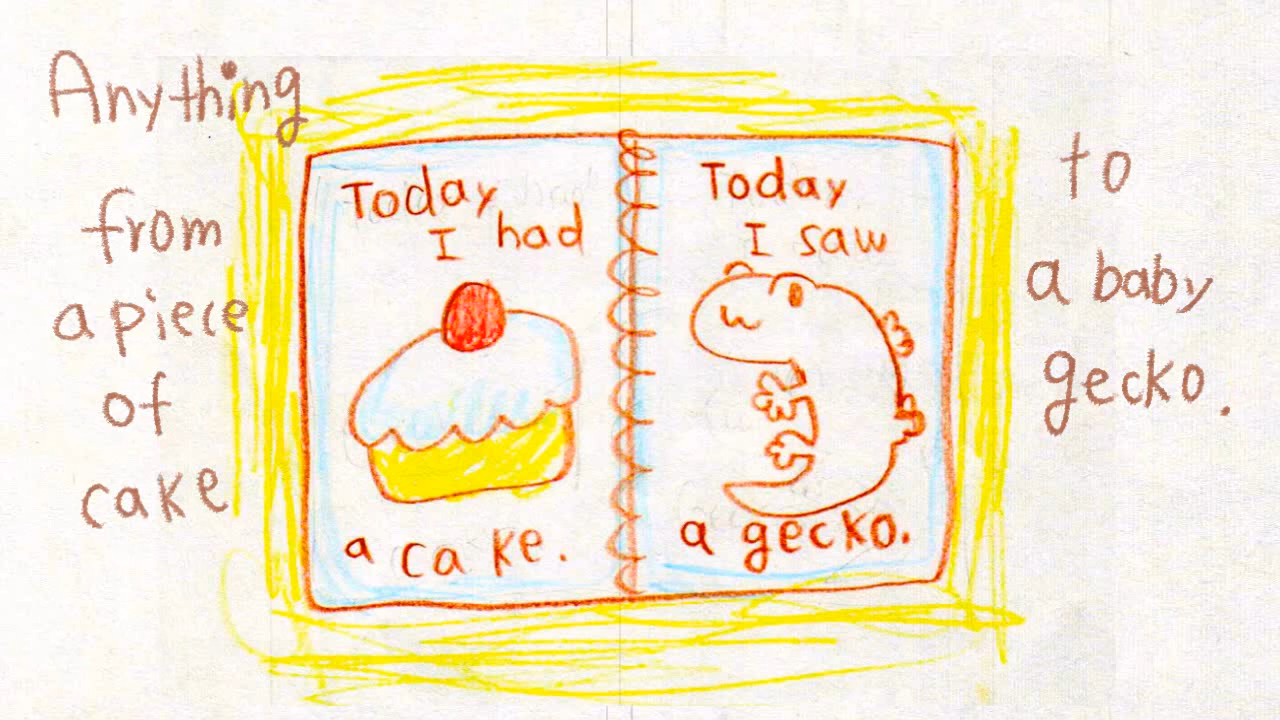 Anything
from
a piece
of
cake
Today
I had
a cake.
Today
I saw
a gecko.
to
a baby
gecko.